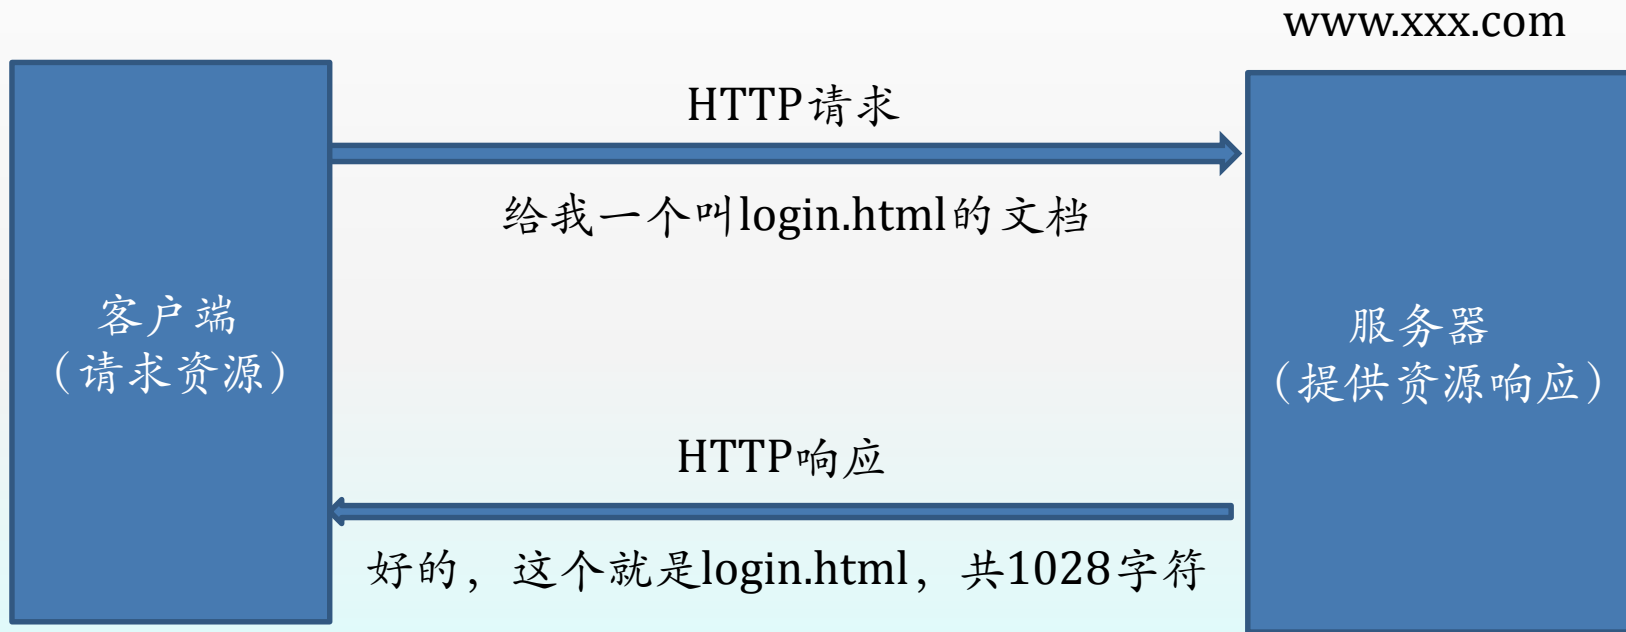 www.xxx.com
HTTP请求
给我一个叫login.html的文档
客户端
（请求资源）
服务器
（提供资源响应）
HTTP响应
好的，这个就是login.html，共1028字符